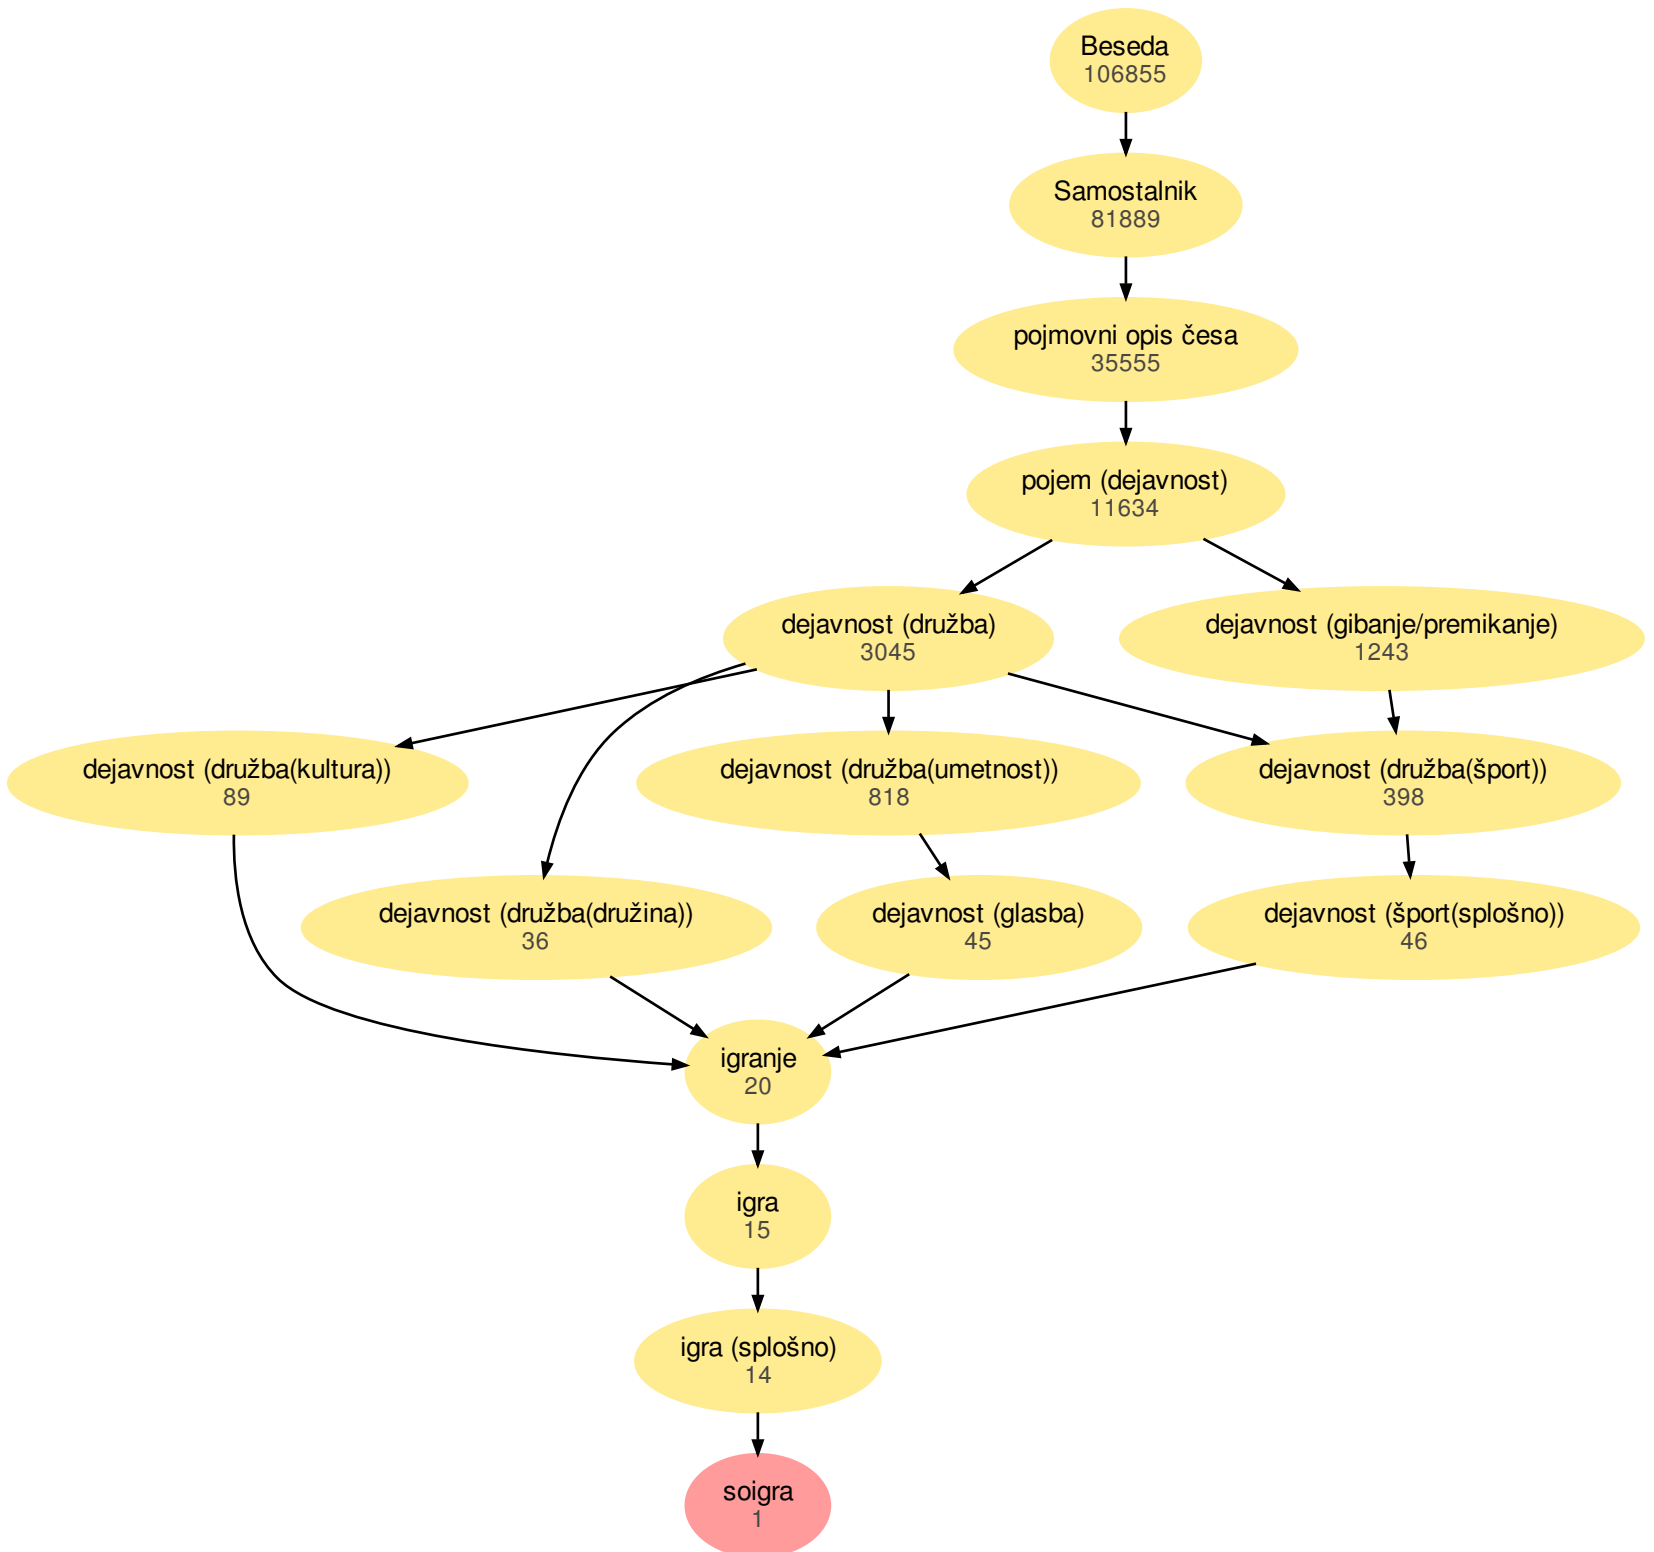 Beseda
106855
Samostalnik
81889
pojmovni opis česa
35555
pojem (dejavnost)
11634
dejavnost (družba)
3045
dejavnost (gibanje/premikanje)
1243
dejavnost (družba(kultura))
89
dejavnost (družba(umetnost))
818
dejavnost (družba(šport))
398
dejavnost (družba(družina))
36
dejavnost (glasba)
45
dejavnost (šport(splošno))
46
igranje
20
igra
15
igra (splošno)
14
soigra
1